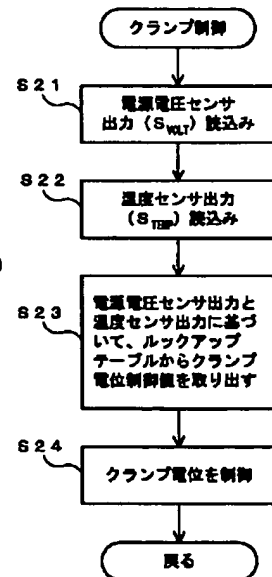 クランプ制御
S21
電源電圧センサ
出力（SVOLT）読込み
S22
温度センサ出力
（STEMP）読込み
S23
電源電圧センサ出力と
温度センサ出力に基づ
いて、ルックアップ
テーブルからクランプ
電位制御値を取り出す
S24
クランプ電位を制御
戻る